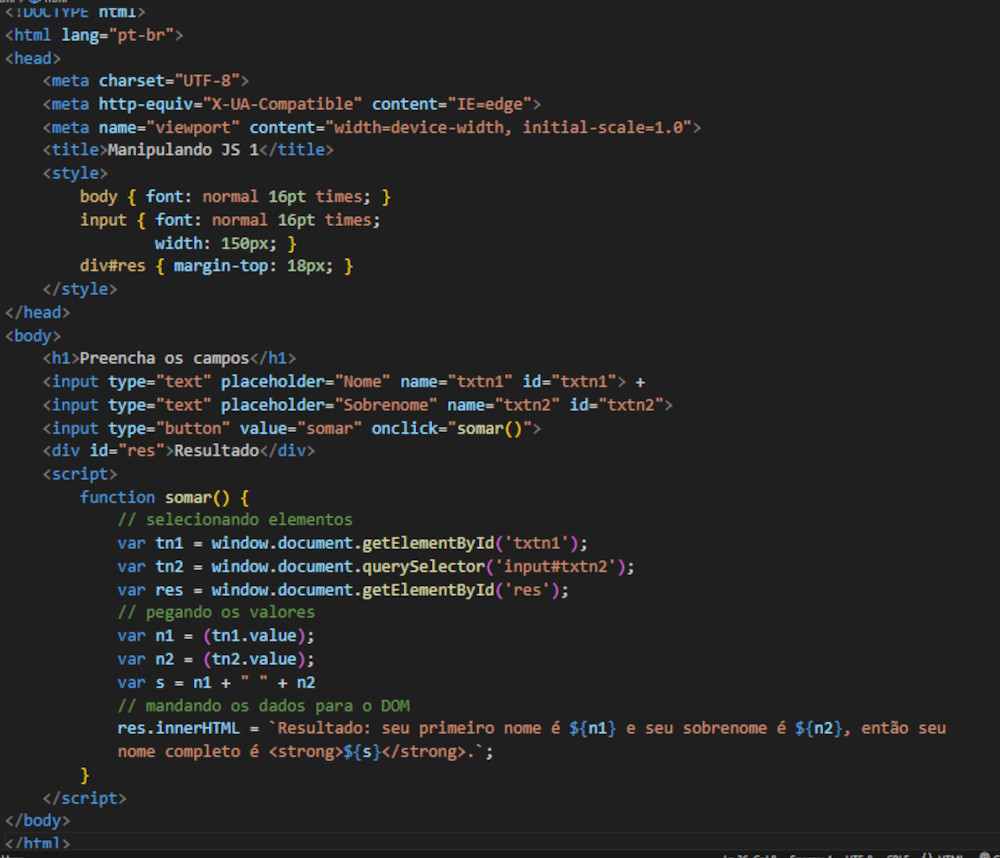 <!DOCTYPE html>
<html lang="pt-br">
<head>
    <meta charset="UTF-8">
    <meta http-equiv="X-UA-Compatible" content="IE=edge">
    <meta name="viewport" content="width=device-width, initial-scale=1.0">
    <title>Manipulando JS 1</title>
    <style>
        body { font: normal 16pt times; }
        input { font: normal 16pt times;
                width: 150px; }
        div#res { margin-top: 18px; }
    </style>
</head>
<body>
    <h1>Preencha os campos</h1>
    <input type="text" placeholder="Nome" name="txtn1" id="txtn1"> +
    <input type="text" placeholder="Sobrenome" name="txtn2" id="txtn2">
    <input type="button" value="somar" onclick="somar()">
    <div id="res">Resultado</div>
    <script>
        function somar() {
            // selecionando elementos
            var tn1 = window.document.getElementById('txtn1');
            var tn2 = window.document.querySelector('input#txtn2');
            var res = window.document.getElementById('res');
            // pegando os valores
            var n1 = (tn1.value);
            var n2 = (tn2.value);
            var s = n1 + " " + n2
            // mandando os dados para o DOM
            res.innerHTML = `Resultado: seu primeiro nome é ${n1} e seu sobrenome é ${n2}, então seu
            nome completo é <strong>${s}</strong>.`;
        }
    </script>
</body>
</html>